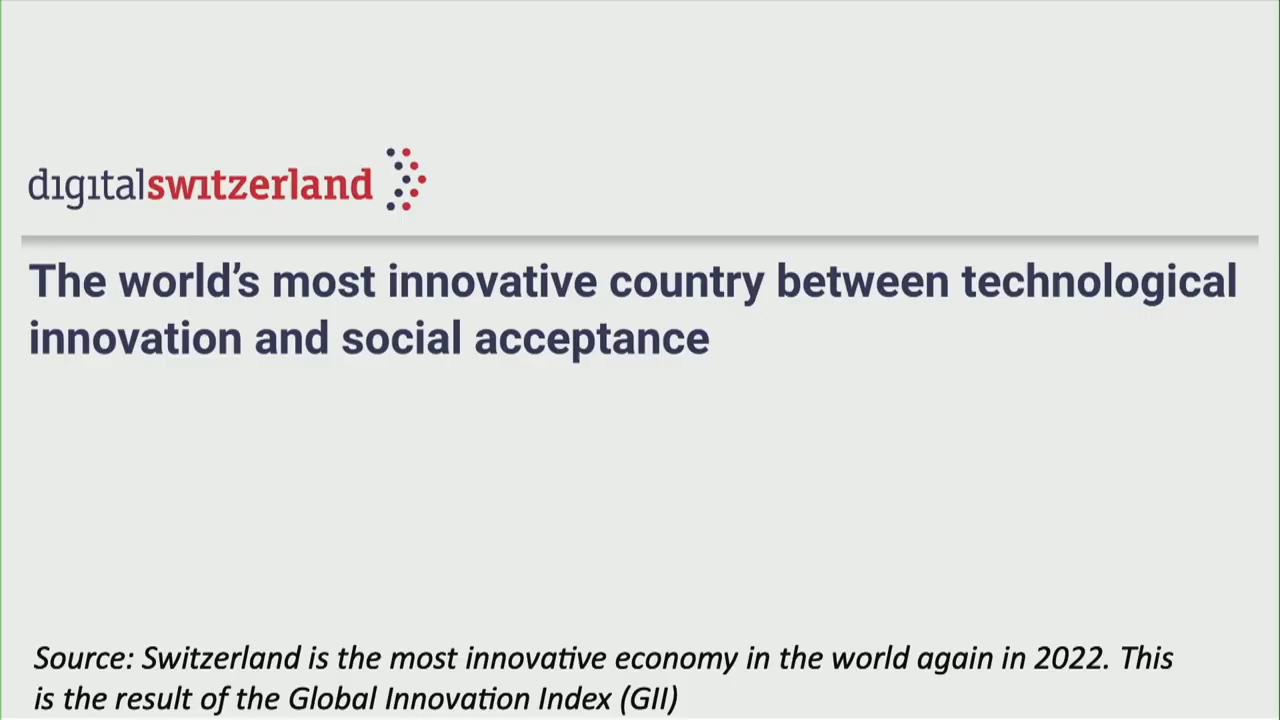 digitalswitzerland
The world’s most innovative country between technological
innovation and social acceptance
Source: Switzerland is the most innovative economy in the world again in 2022. This
is the result of the Global Innovation Index (GII)